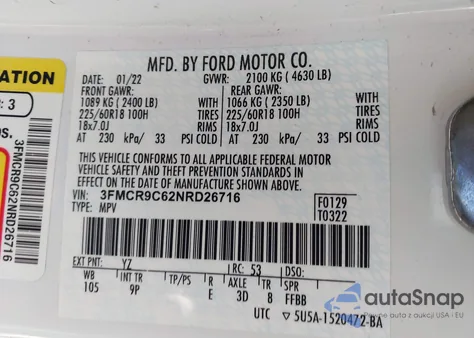 MFD. BY FORD MOTOR CO.
DATE: 01/22 GVWR: 2100 KG ( 4630 LB)
FRONT GAWR: REAR GAWR:
1089 KG ( 2400 LB) 1066 KG ( 2350 LB)
225/60R18 100H TIRES 225/60R18 100H
18x7.0J RIMS 18x7.0J RIMS
AT 230 kPa/ 33 PSI COLD AT 230 kPa/ 33 PSI COLD
THIS VEHICLE CONFORMS TO ALL APPLICABLE FEDERAL MOTOR
VEHICLE SAFETY AND THEFT PREVENTION STANDARDS IN
EFFECT ON THE DATE OF MANUFACTURE SHOWN ABOVE.
VIN: 3FMCR9C62NRD26716
TYPE: MPV
F0129
T0322
EXT PNT: YZ RC: 53 DSO:
WB INT TR TP/PS R AXLE TR SPR
105 9P E 3D 8 FFBB
UTC 5U5A-1520472-BA
ATION
: 3
3FMCR9C62NRD26716
autoSnap